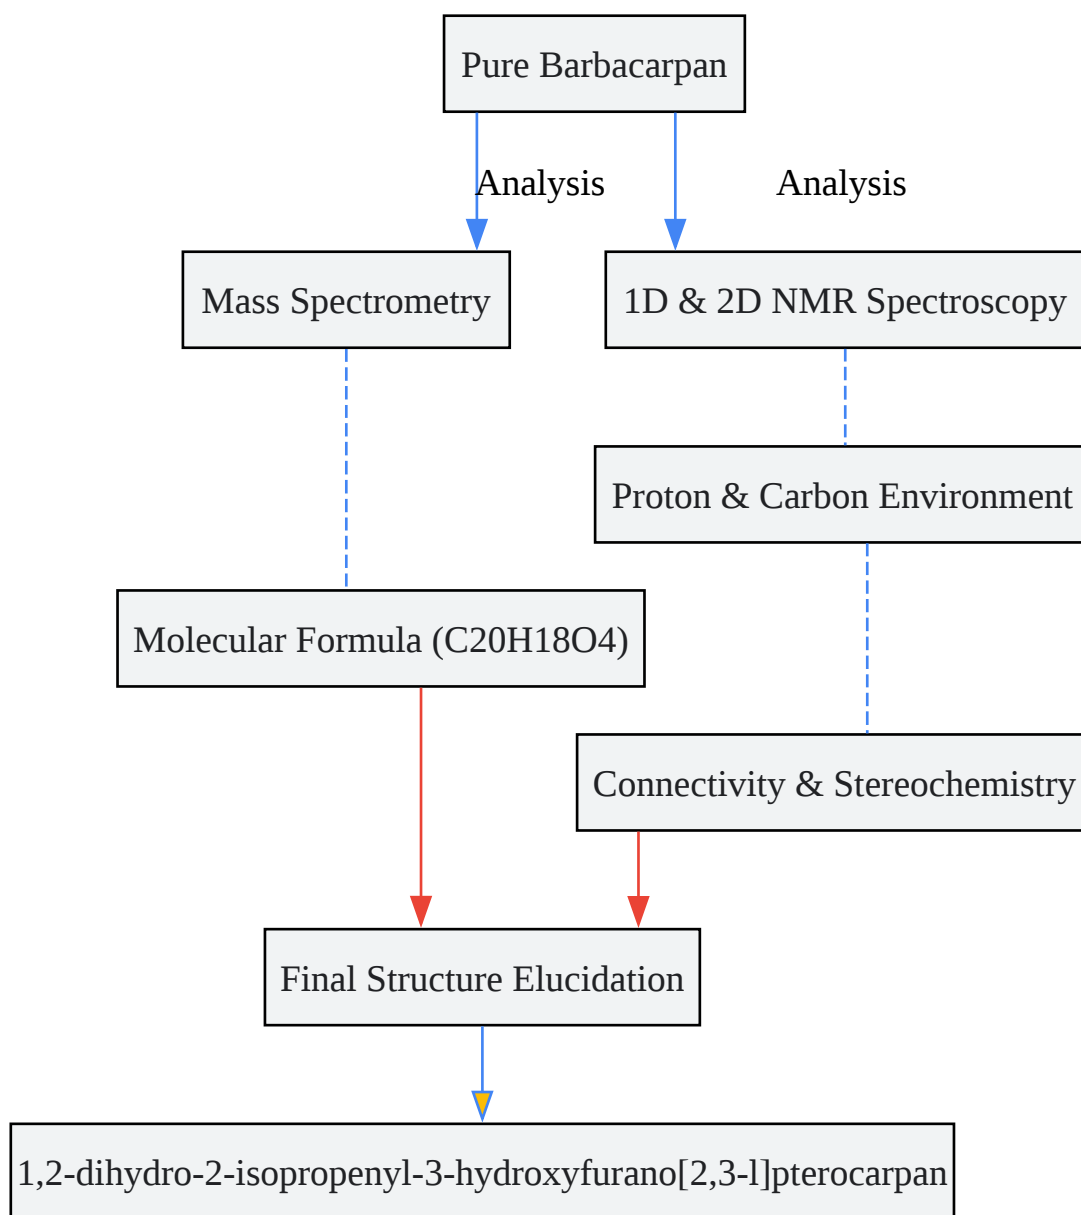 Pure Barbacarpan
Analysis
Analysis
Mass Spectrometry
1D & 2D NMR Spectroscopy
Proton & Carbon Environment
Molecular Formula (C20H18O4)
Connectivity & Stereochemistry
Final Structure Elucidation
1,2-dihydro-2-isopropenyl-3-hydroxyfurano[2,3-l]pterocarpan